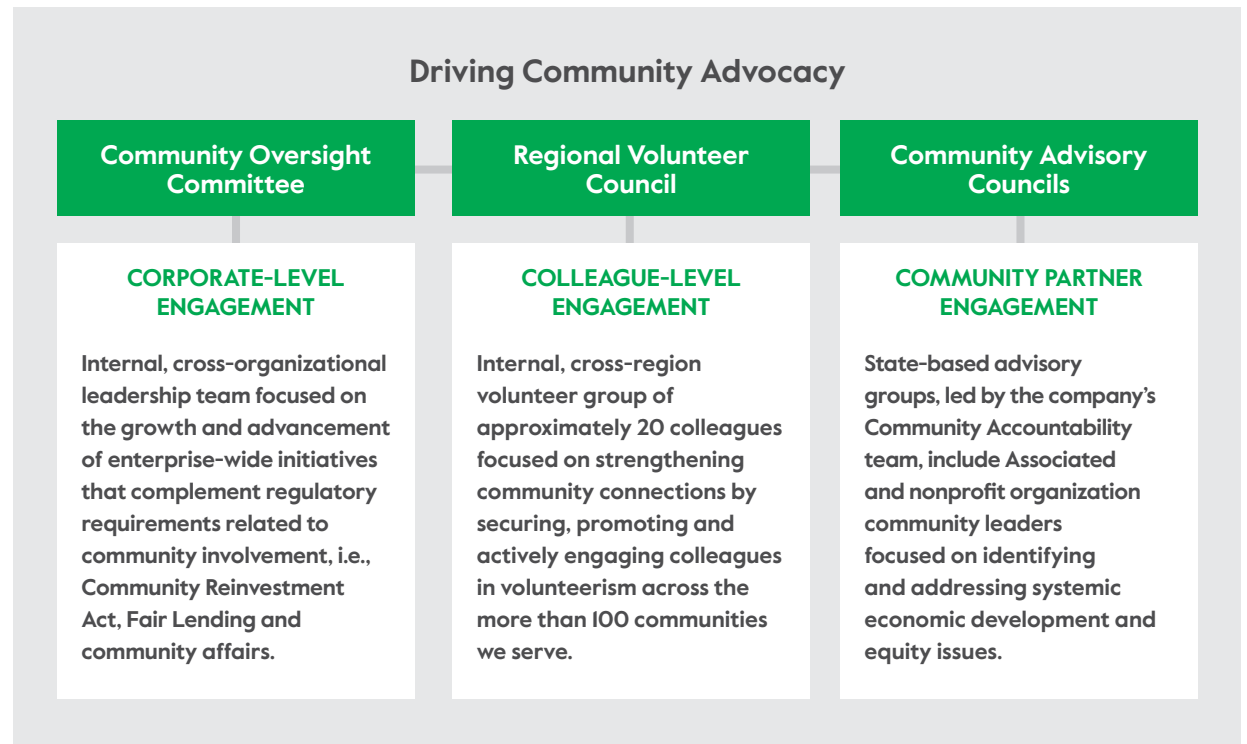 Driving Community Advocacy
Community Oversight
Committee
CORPORATE-LEVEL
ENGAGEMENT
Internal, cross-organizational
leadership team focused on
the growth and advancement
of enterprise-wide initiatives
that complement regulatory
requirements related to
community involvement, i.e.,
Community Reinvestment
Act, Fair Lending and
community affairs.
Regional Volunteer
Council
COLLEAGUE-LEVEL
ENGAGEMENT
Internal, cross-region
volunteer group of
approximately 20 colleagues
focused on strengthening
community connections by
securing, promoting and
actively engaging colleagues
in volunteerism across the
more than 100 communities
we serve.
Community Advisory
Councils
COMMUNITY PARTNER
ENGAGEMENT
State-based advisory
groups, led by the company’s
Community Accountability
team, include Associated
and nonprofit organization
community leaders
focused on identifying
and addressing systemic
economic development and
equity issues.